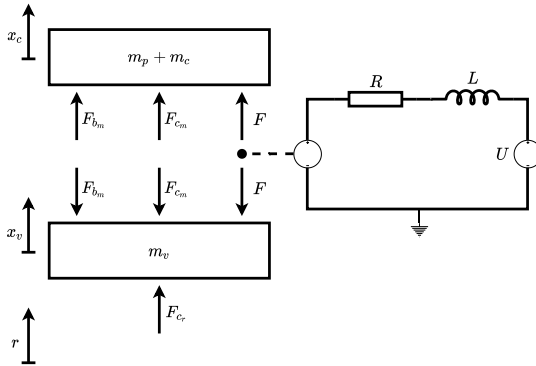 x_c
m_p + m_c
F_{b_m} F_{c_m} F
R L
U
F_{b_m} F_{c_m} F
x_v
m_v
F_{c_r}
r